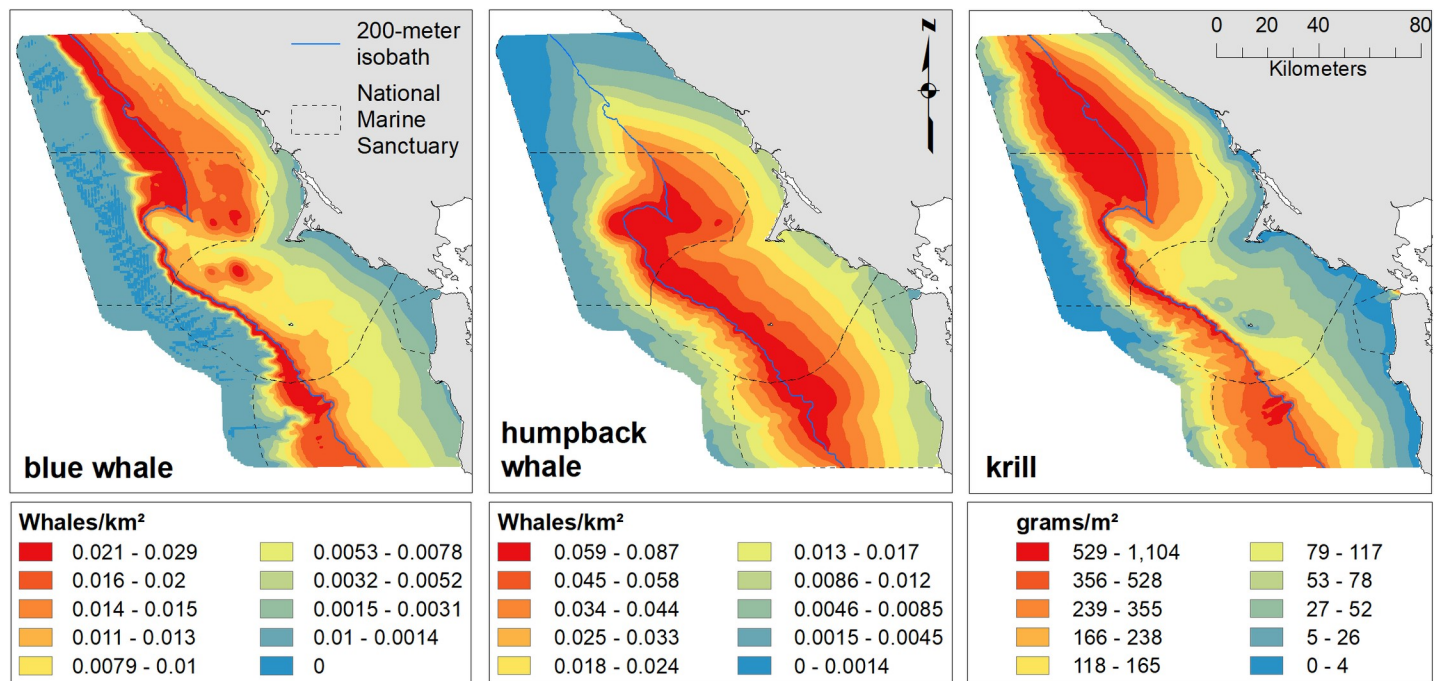 200-meter
isobath
National
Marine
Sanctuary
blue whale
N
humpback
whale
0 20 40 80
Kilometers
krill
Whales/km²
0.021 - 0.029
0.016 - 0.02
0.014 - 0.015
0.011 - 0.013
0.0079 - 0.01
0.0053 - 0.0078
0.0032 - 0.0052
0.0015 - 0.0031
0.01 - 0.0014
0
Whales/km²
0.059 - 0.087
0.045 - 0.058
0.034 - 0.044
0.025 - 0.033
0.018 - 0.024
0.013 - 0.017
0.0086 - 0.012
0.0046 - 0.0085
0.0015 - 0.0045
0 - 0.0014
grams/m²
529 - 1,104
356 - 528
239 - 355
166 - 238
118 - 165
79 - 117
53 - 78
27 - 52
5 - 26
0 - 4